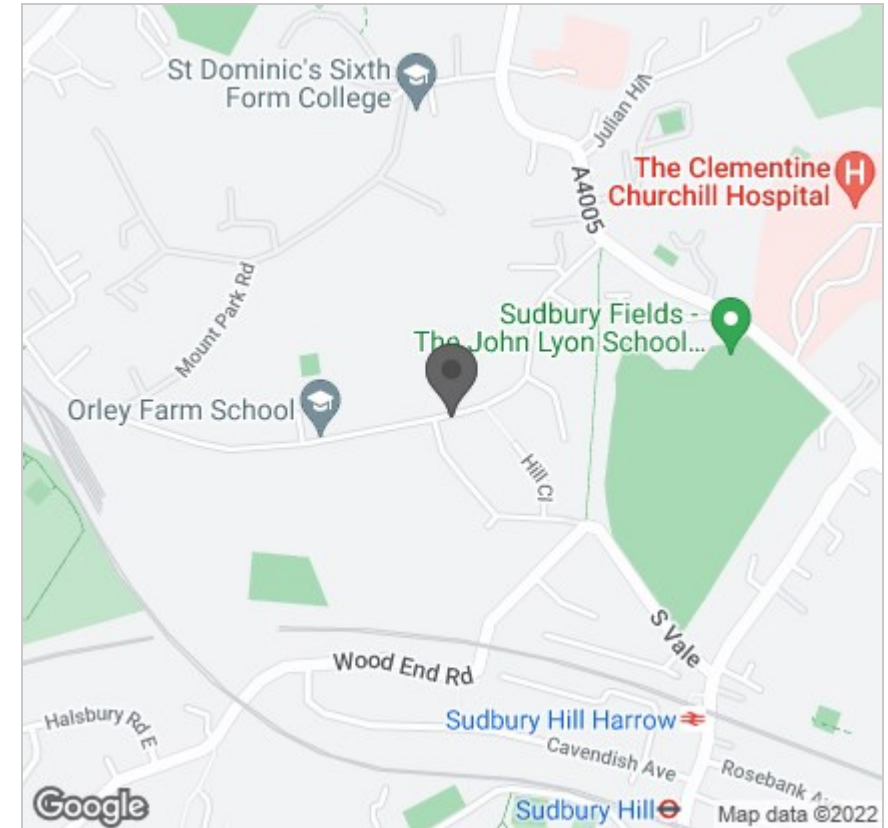 St Dominic's Sixth
Form College
Julian Hl
A4005
The Clementine
Churchill Hospital
Mount Park Rd
Sudbury Fields -
The John Lyon School...
Orley Farm School
Hill Cl
S Vale
Wood End Rd
Halsbury Rd E
Sudbury Hill Harrow
Cavendish Ave
Rosebank
Sudbury Hill
Google
Map data ©2022